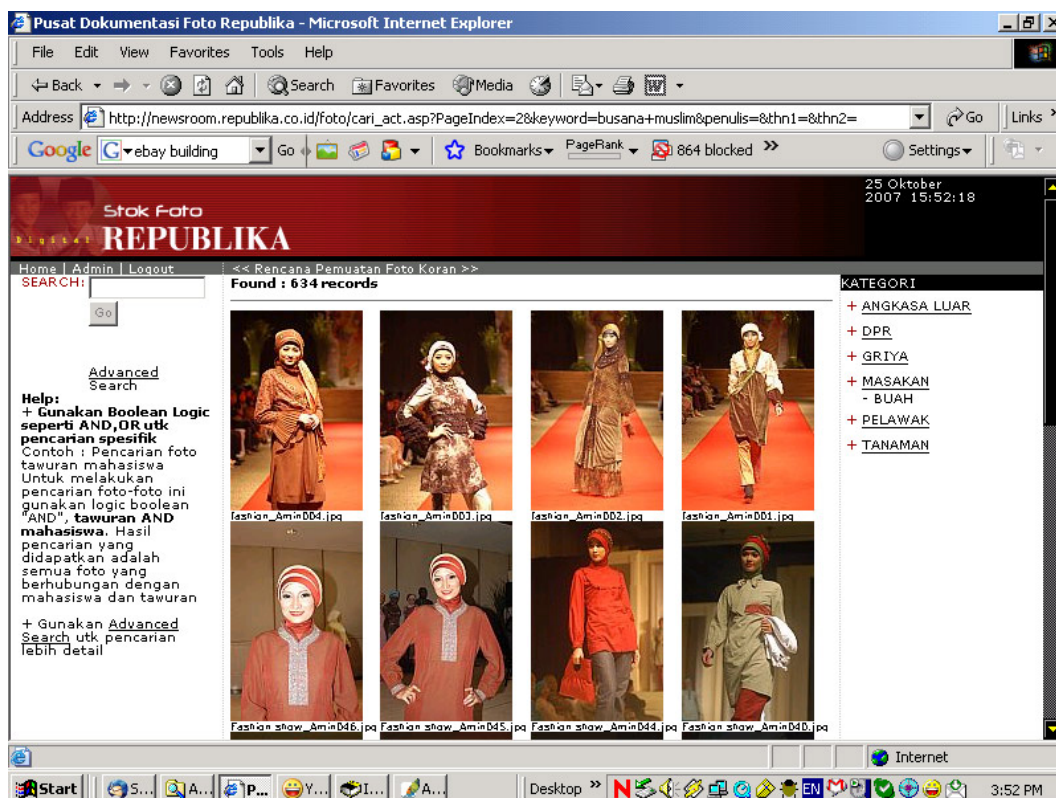 Pusat Dokumentasi Foto Republika - Microsoft Internet Explorer
File Edit View Favorites Tools Help
Back Search Favorites Media
Address http://newsroom.republika.co.id/foto/cari_act.asp?PageIndex=2&keyword=busana+muslim&penulis=&thn1=&thn2= Go Links
Google G ebay building Go Bookmarks PageRank 864 blocked Settings
25 Oktober
2007 15:52:18
Stok Foto
Digital REPUBLIKA
Home | Admin | Logout << Rencana Pemuatan Foto Koran >>
SEARCH:
Go
Advanced
Search
Help:
+ Gunakan Boolean Logic
seperti AND,OR utk
pencarian spesifik
Contoh : Pencarian foto
tawuran mahasiswa
Untuk melakukan
pencarian foto-foto ini
gunakan logic boolean
"AND", tawuran AND
mahasiswa. Hasil
pencarian yang
didapatkan adalah
semua foto yang
berhubungan dengan
mahasiswa dan tawuran
+ Gunakan Advanced
Search utk pencarian
lebih detail
Found : 634 records
fashion_Amin004.jpg fashion_Amin003.jpg fashion_Amin002.jpg fashion_Amin001.jpg
Fashion show_Amin046.jpg Fashion show_Amin045.jpg Fashion show_Amin044.jpg Fashion show_Amin040.jpg
KATEGORI
+ ANGKASA LUAR
+ DPR
+ GRIYA
+ MASAKAN
- BUAH
+ PELAWAK
+ TANAMAN
Internet
Start S... A... P... Y... I... A... Desktop EN 3:52 PM